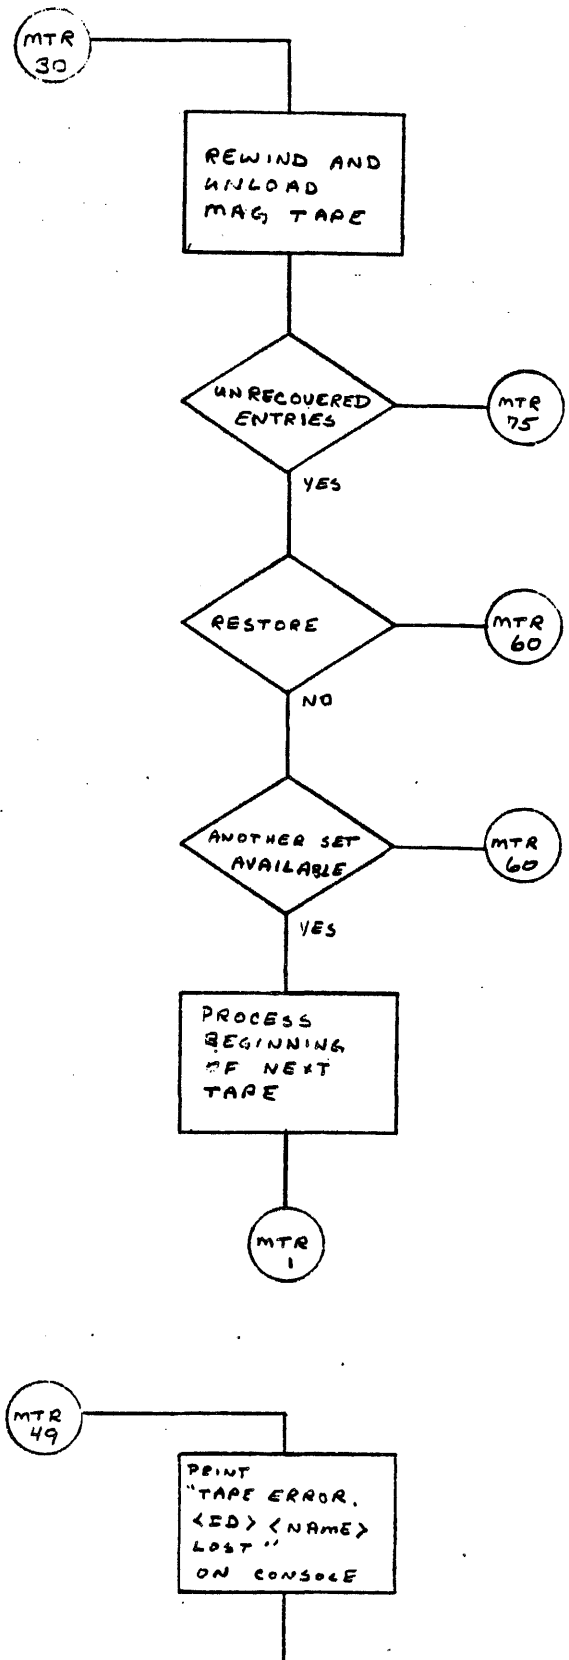 MTR
30
REWIND AND
UNLOAD
MAG TAPE
UNRECOVERED
ENTRIES
MTR
75
YES
RESTORE
MTR
60
NO
ANOTHER SET
AVAILABLE
MTR
60
YES
PROCESS
BEGINNING
OF NEXT
TAPE
MTR
1
MTR
49
PRINT
"TAPE ERROR.
<ID> <NAME>
LOST"
ON CONSOLE